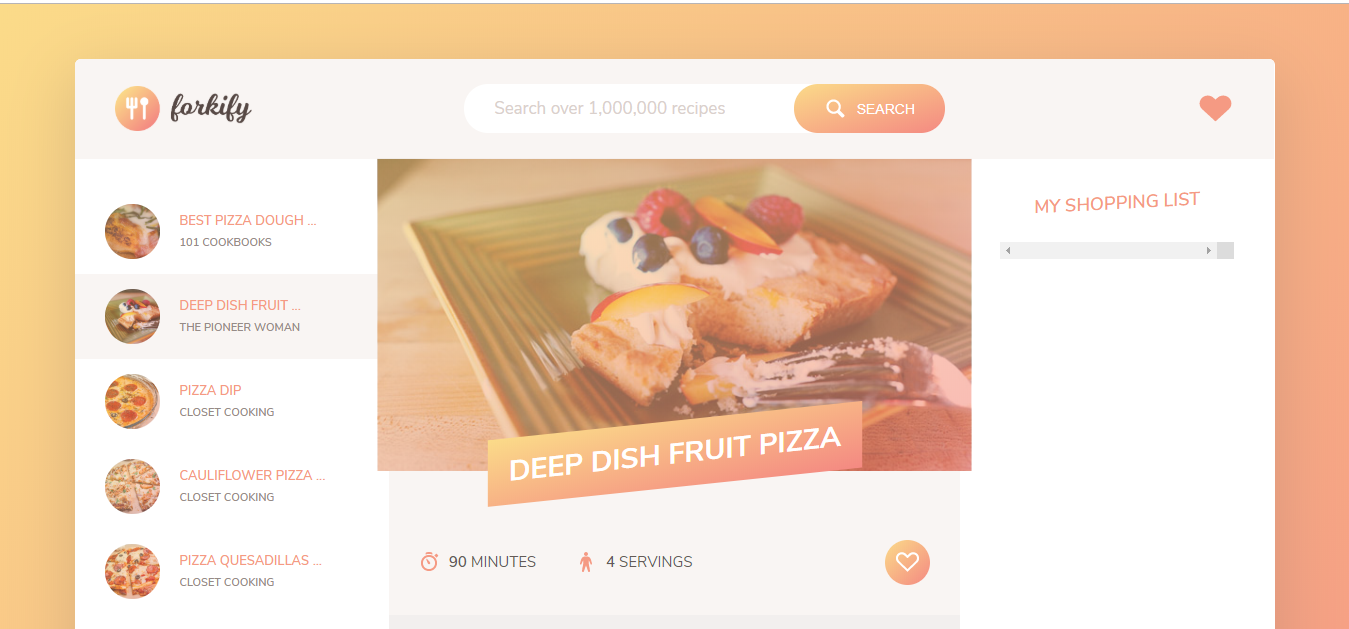 forkify
Search over 1,000,000 recipes
SEARCH
BEST PIZZA DOUGH ...
101 COOKBOOKS
DEEP DISH FRUIT ...
THE PIONEER WOMAN
PIZZA DIP
CLOSET COOKING
CAULIFLOWER PIZZA ...
CLOSET COOKING
PIZZA QUESADILLAS ...
CLOSET COOKING
DEEP DISH FRUIT PIZZA
90 MINUTES
4 SERVINGS
MY SHOPPING LIST